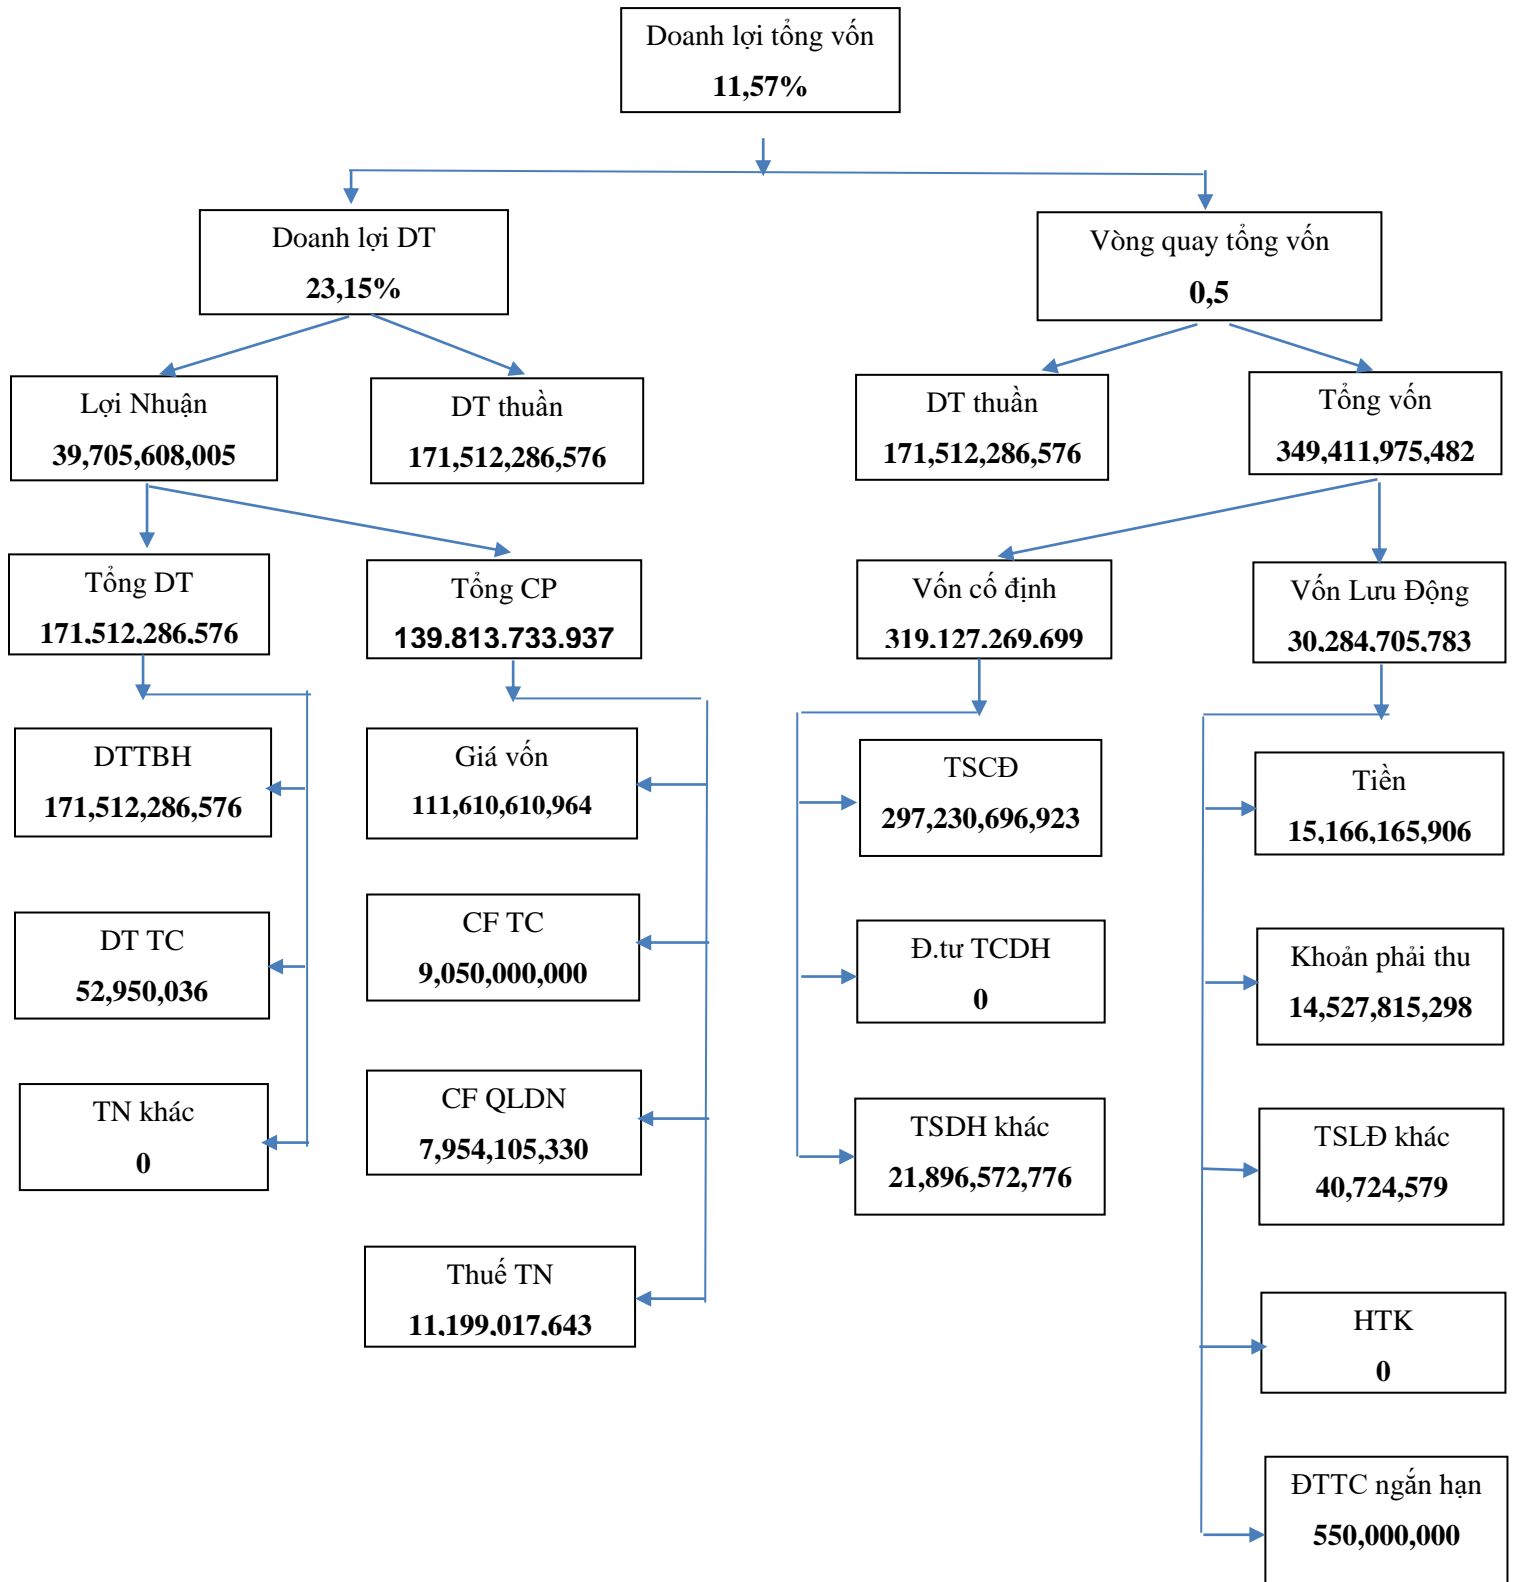 Doanh lợi tổng vốn
11,57%
Doanh lợi DT
23,15%
Vòng quay tổng vốn
0,5
Lợi Nhuận
39,705,608,005
DT thuần
171,512,286,576
DT thuần
171,512,286,576
Tổng vốn
349,411,975,482
Tổng DT
171,512,286,576
Tổng CP
139.813.733.937
Vốn cố định
319,127,269,699
Vốn Lưu Động
30,284,705,783
DTTBH
171,512,286,576
Giá vốn
111,610,610,964
TSCĐ
297,230,696,923
Tiền
15,166,165,906
DT TC
52,950,036
CF TC
9,050,000,000
Đ.tư TCDH
0
Khoản phải thu
14,527,815,298
TN khác
0
CF QLDN
7,954,105,330
TSDH khác
21,896,572,776
TSLĐ khác
40,724,579
Thuế TN
11,199,017,643
HTK
0
ĐTTC ngắn hạn
550,000,000